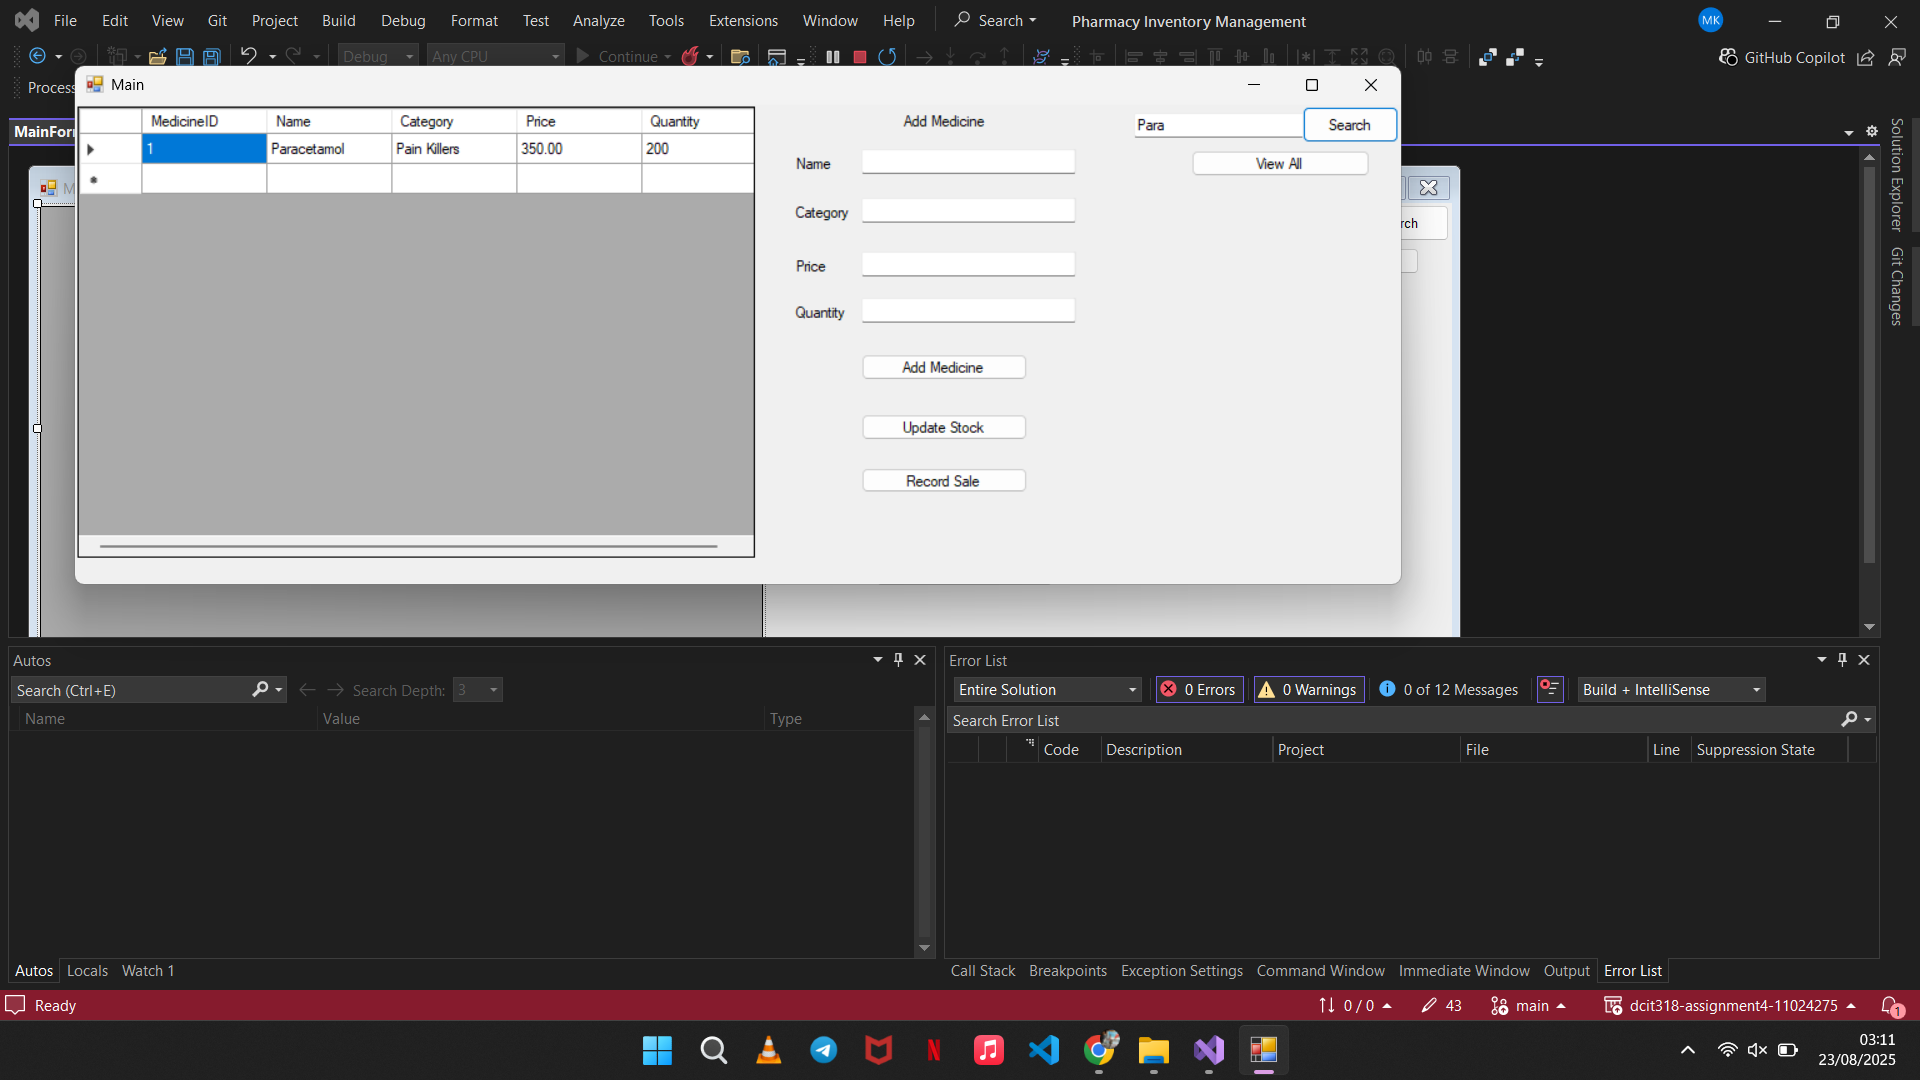 File Edit View Git Project Build Debug Format Test Analyze Tools Extensions Window Help Search Pharmacy Inventory Management MK
Debug Any CPU Continue GitHub Copilot
Process
Main
MainForm
MedicineID Name Category Price Quantity
1 Paracetamol Pain Killers 350.00 200
*
Add Medicine
Name
Category
Price
Quantity
Add Medicine
Update Stock
Record Sale
Para Search
View All
M
rch
Solution Explorer
Git Changes
Autos
Search (Ctrl+E) Search Depth: 3
Name Value Type
Autos Locals Watch 1
Error List
Entire Solution 0 Errors 0 Warnings 0 of 12 Messages Build + IntelliSense
Search Error List
Code Description Project File Line Suppression State
Call Stack Breakpoints Exception Settings Command Window Immediate Window Output Error List
Ready 0 / 0 43 main dcit318-assignment4-11024275 1
N
03:11
23/08/2025